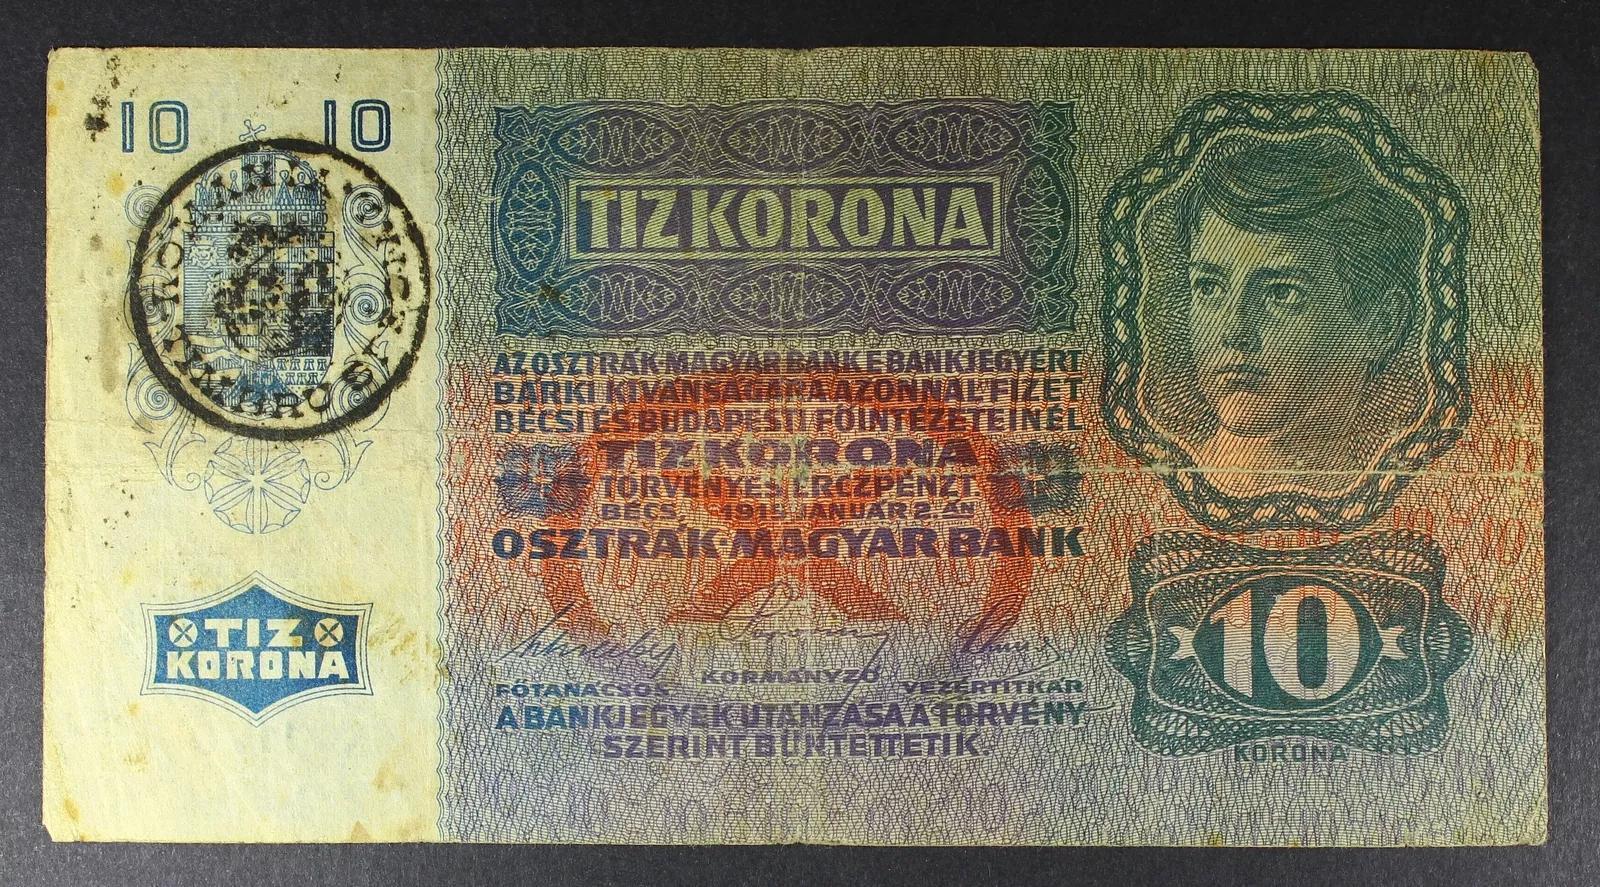 10 10
TIZ
KORONA
TIZ KORONA
AZ OSZTRÁK-MAGYAR BANK E BANKJEGYÉRT
BÁRKI KIVÁNSÁGÁRA AZONNAL FIZET
BÉCSI ÉS BUDAPESTI FŐINTÉZETEINÉL
TIZ KORONA
TÖRVÉNYES ÉRCZPÉNZT.
BÉCS, 1915 JANUÁR 2. ÁN
OSZTRÁK-MAGYAR BANK
FŐTANÁCSOS KORMÁNYZÓ VEZÉRTITKÁR
A BANKJEGYEK UTÁNZÁSA A TÖRVÉNY
SZERINT BÜNTETTETIK.
10
KORONA